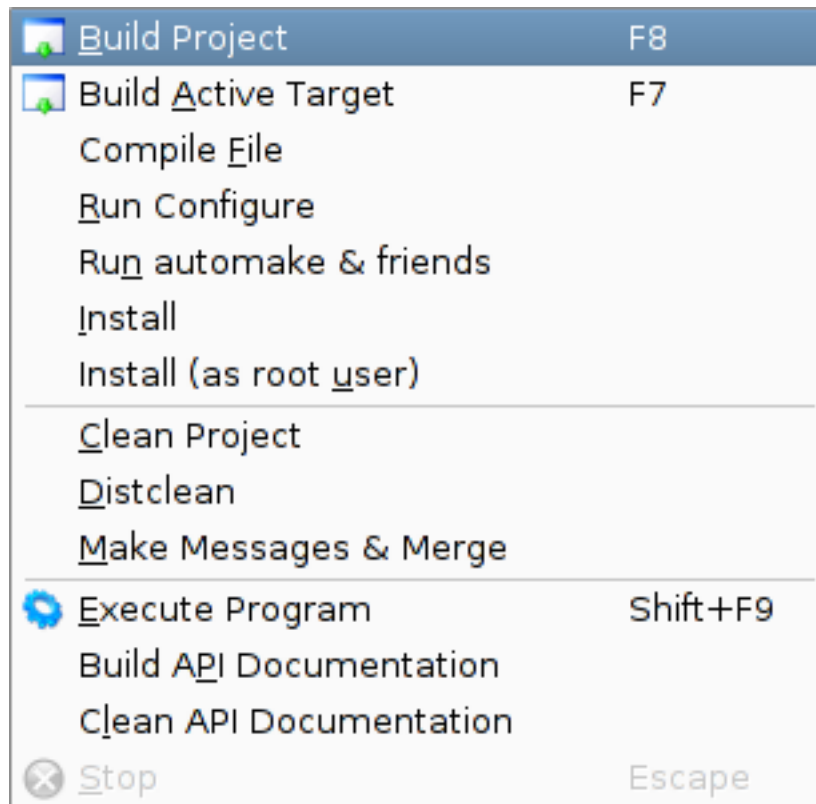 Build Project F8
Build Active Target F7
Compile File
Run Configure
Run automake & friends
Install
Install (as root user)
Clean Project
Distclean
Make Messages & Merge
Execute Program Shift+F9
Build API Documentation
Clean API Documentation
Stop Escape